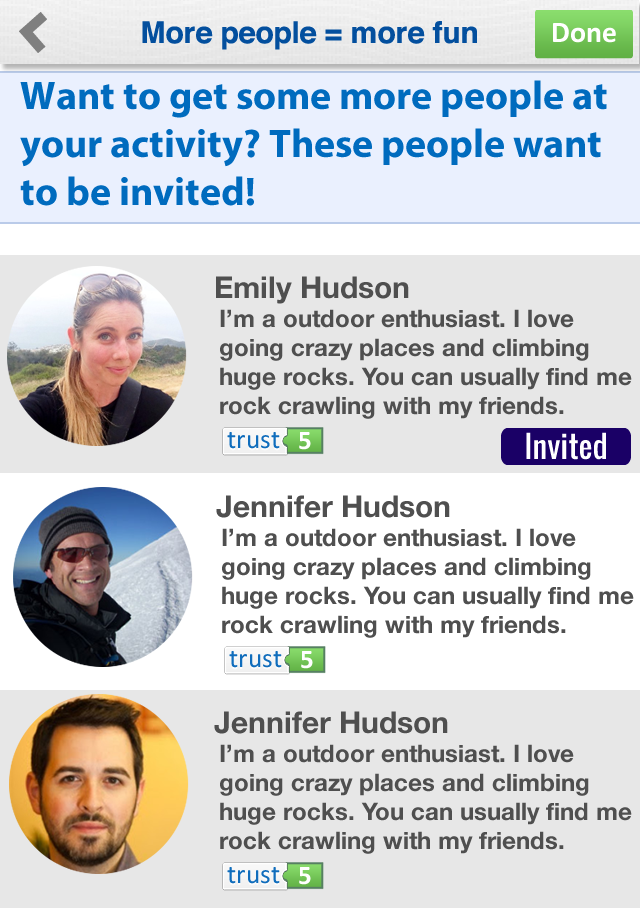 More people = more fun
Done
Want to get some more people at
your activity? These people want
to be invited!
Emily Hudson
I'm a outdoor enthusiast. I love
going crazy places and climbing
huge rocks. You can usually find me
rock crawling with my friends.
trust 5
Invited
Jennifer Hudson
I'm a outdoor enthusiast. I love
going crazy places and climbing
huge rocks. You can usually find me
rock crawling with my friends.
trust 5
Jennifer Hudson
I'm a outdoor enthusiast. I love
going crazy places and climbing
huge rocks. You can usually find me
rock crawling with my friends.
trust 5